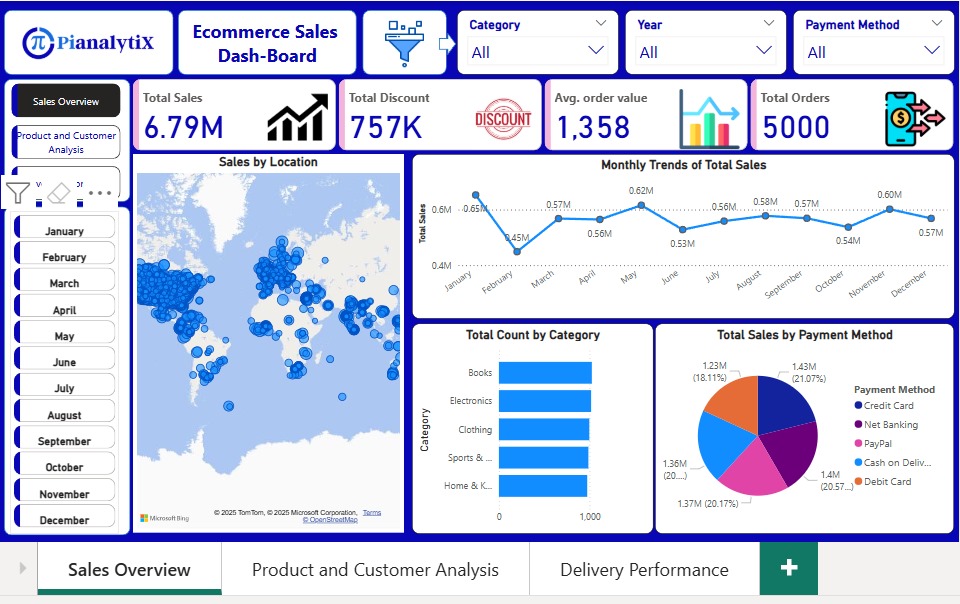 PianalytiX
Ecommerce Sales
Dash-Board
Category
All
Year
All
Payment Method
All
Sales Overview
Product and Customer
Analysis
Total Sales
6.79M
Total Discount
757K
DISCOUNT
Avg. order value
1,358
Total Orders
5000
January
February
March
April
May
June
July
August
September
October
November
December
Sales by Location
Microsoft Bing
© 2025 TomTom, © 2025 Microsoft Corporation, Terms
© OpenStreetMap
Monthly Trends of Total Sales
Total Sales
0.6M
0.4M
0.65M
0.45M
0.57M
0.56M
0.62M
0.53M
0.56M
0.58M
0.57M
0.54M
0.60M
0.57M
January
February
March
April
May
June
July
August
September
October
November
December
Total Count by Category
Category
Books
Electronics
Clothing
Sports & ...
Home & K...
0
1,000
Total Sales by Payment Method
1.23M
(18.11%)
1.43M
(21.07%)
1.36M
(20....)
1.37M (20.17%)
1.4M
(20.57...)
Payment Method
Credit Card
Net Banking
PayPal
Cash on Deliv...
Debit Card
Sales Overview
Product and Customer Analysis
Delivery Performance